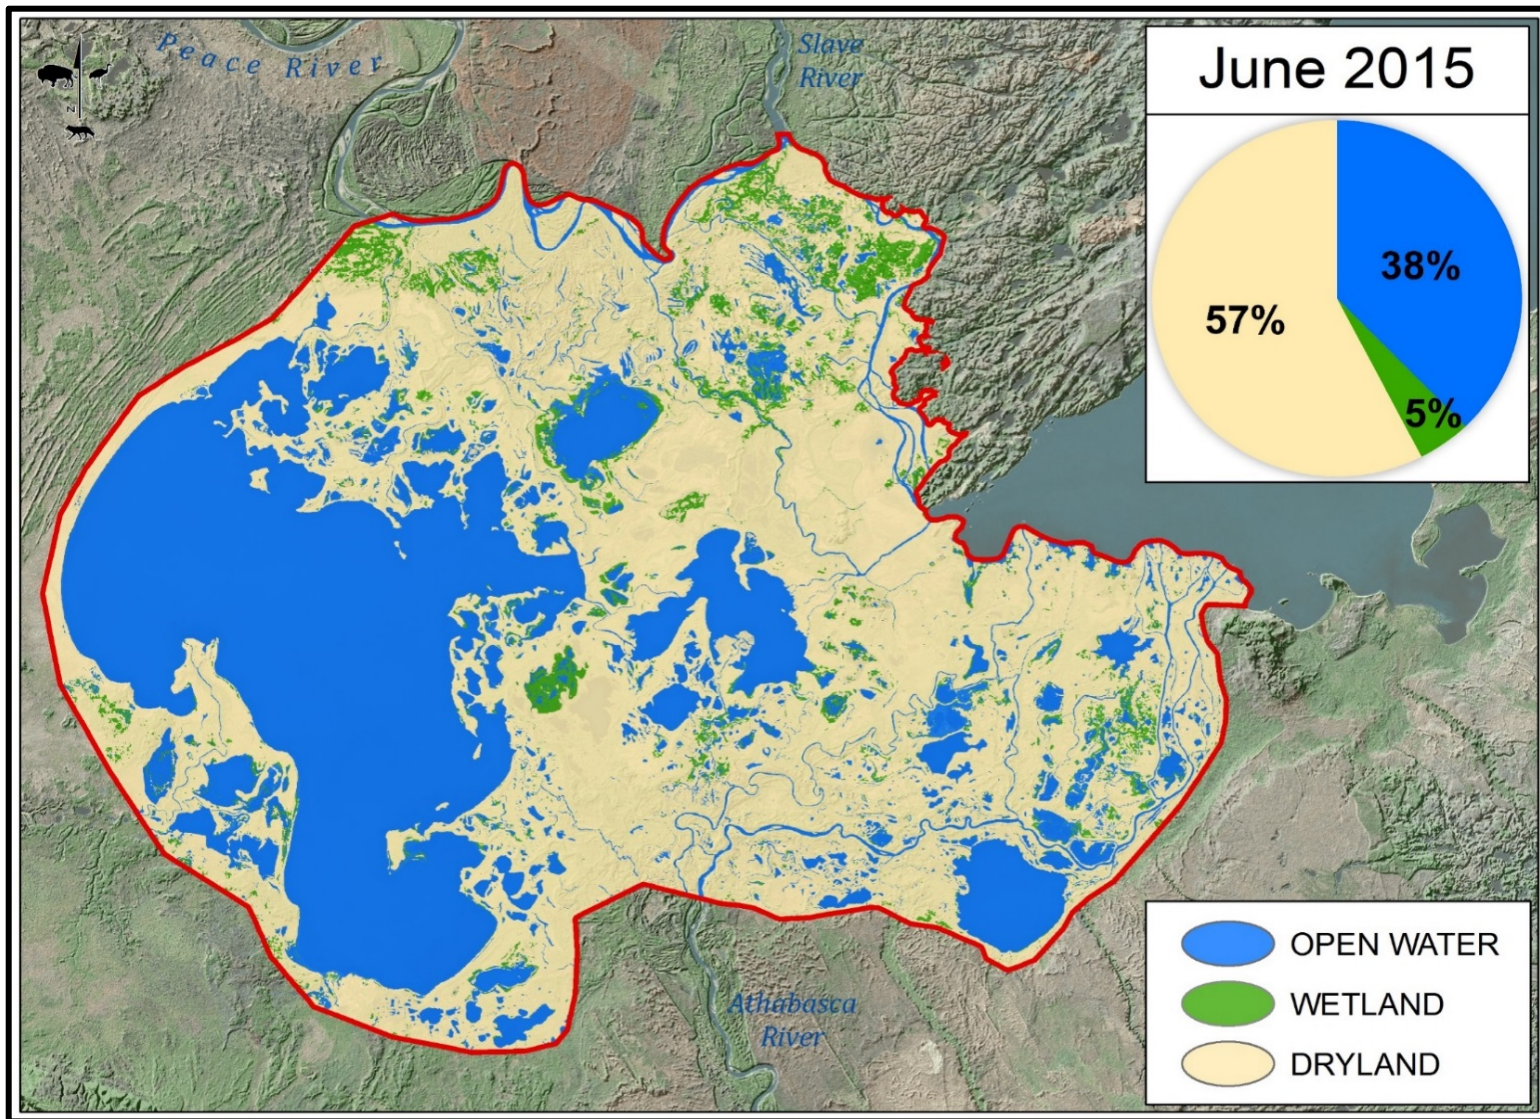 Peace River
Slave
River
June 2015
38%
57%
5%
N
Athabasca
River
OPEN WATER
WETLAND
DRYLAND